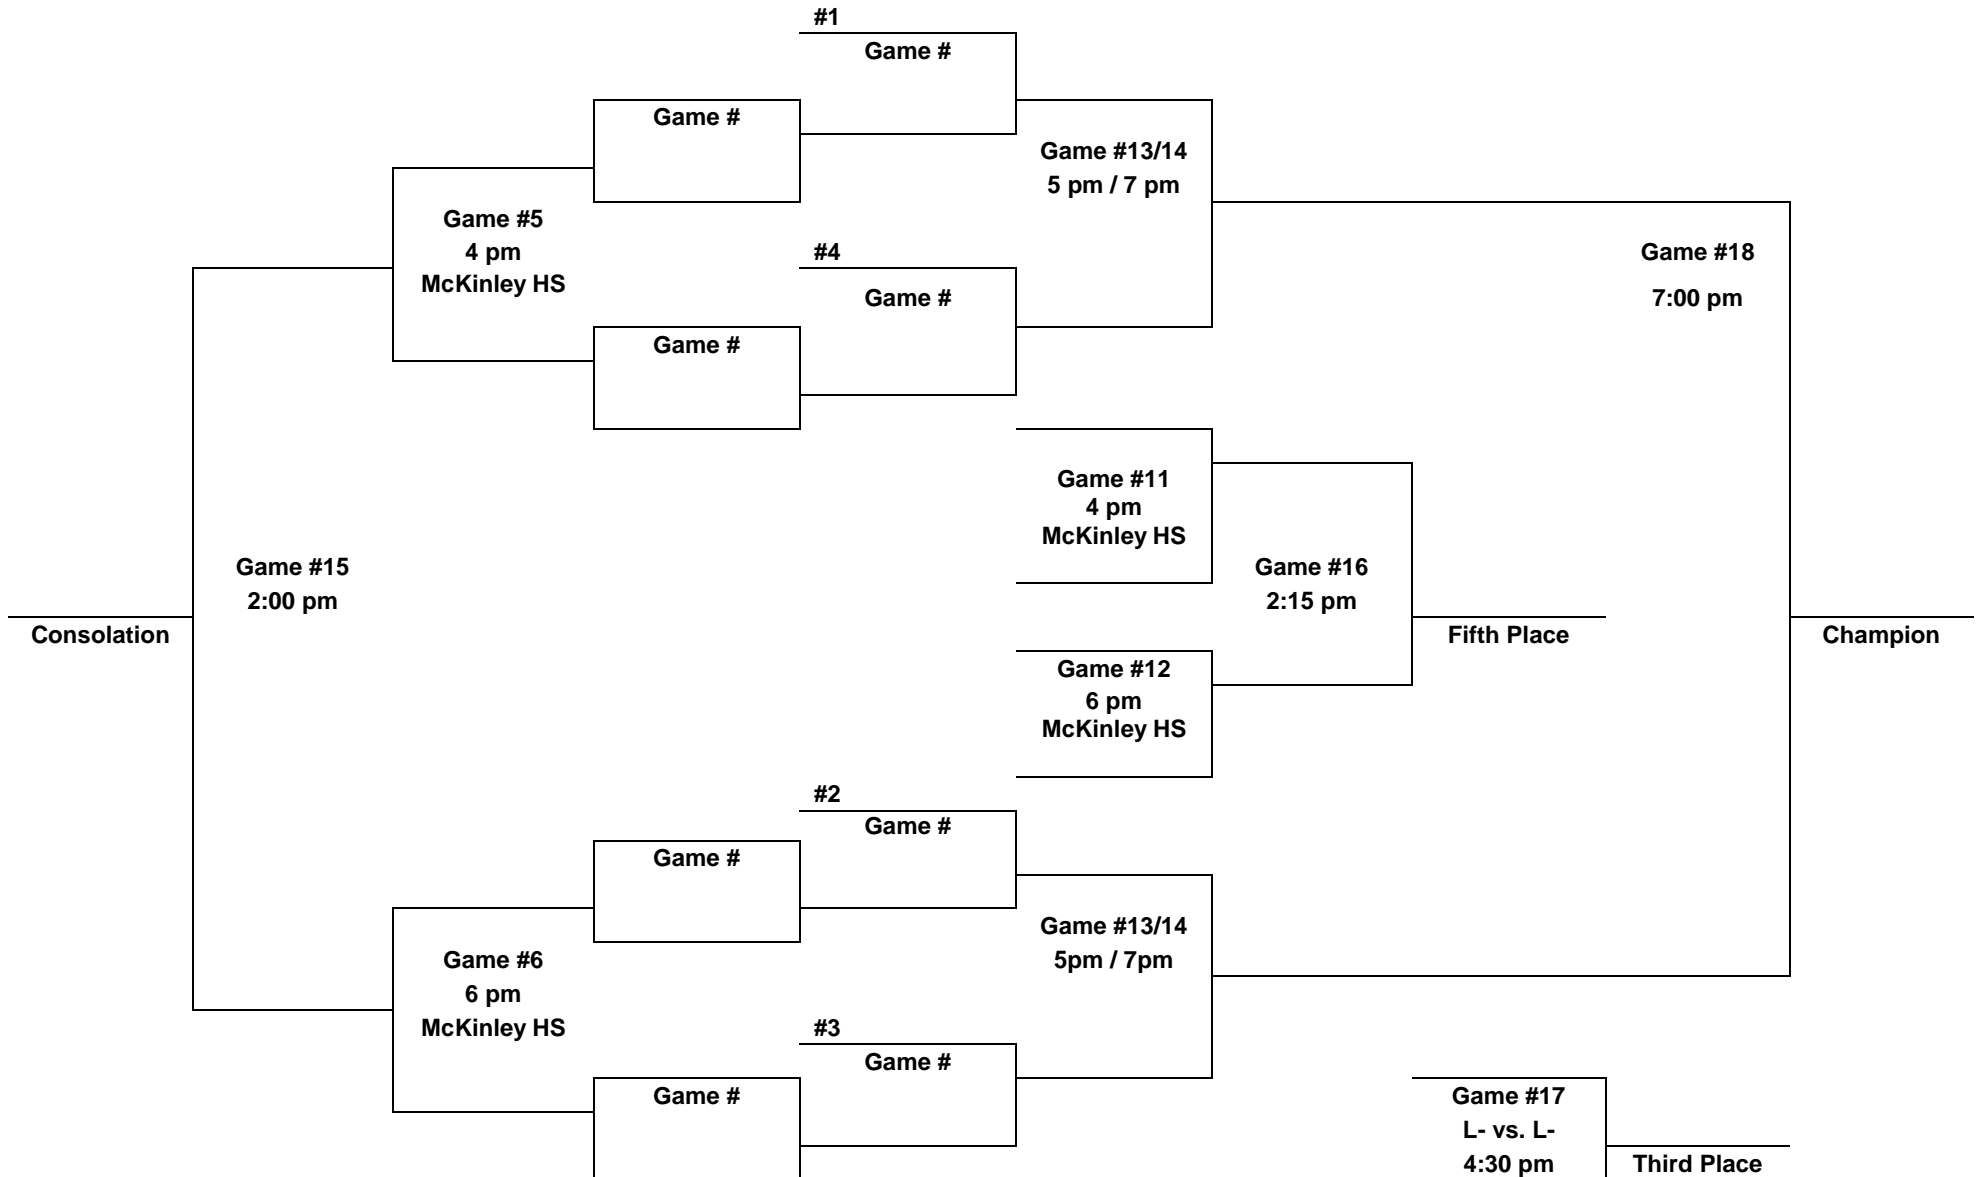 #1
Game #
Game #
Game #13/14
5 pm / 7 pm
Game #5
4 pm
McKinley HS
#4
Game #
Game #18
7:00 pm
Game #
Game #11
4 pm
McKinley HS
Game #15
2:00 pm
Game #16
2:15 pm
Consolation
Fifth Place
Champion
Game #12
6 pm
McKinley HS
#2
Game #
Game #
Game #13/14
5pm / 7pm
Game #6
6 pm
McKinley HS
#3
Game #
Game #
Game #17
L- vs. L-
4:30 pm
Third Place